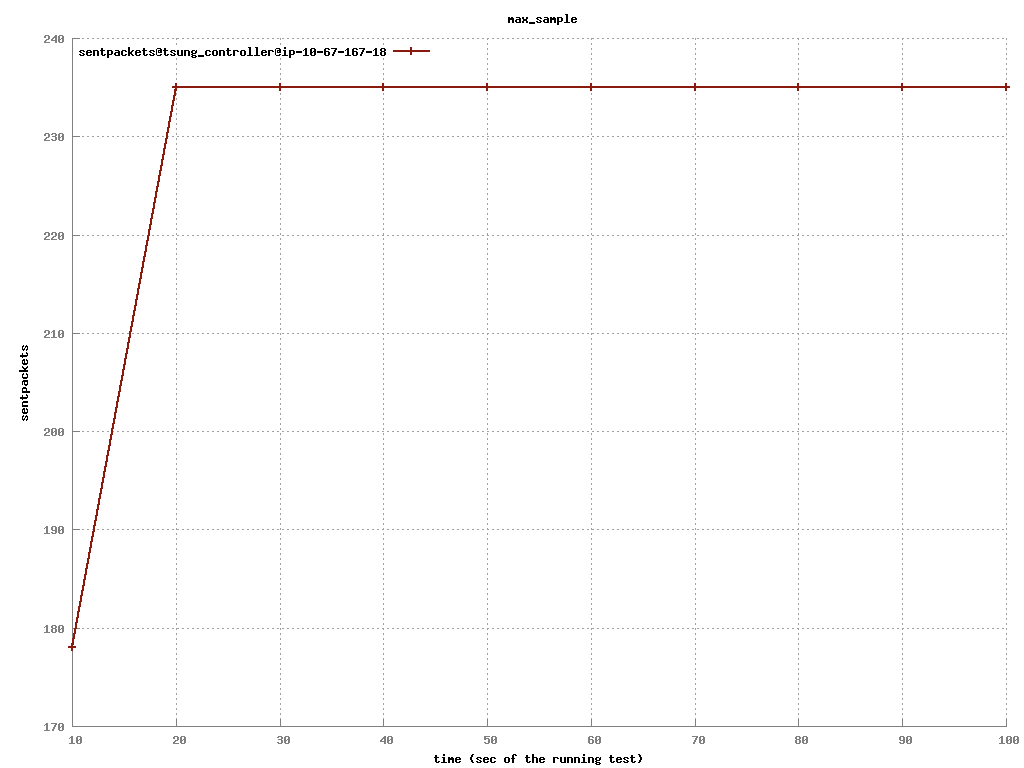 max_sample
240
sentpackets@tsung_controller@ip-10-67-167-18
230
220
210
sentpackets
200
190
180
170
10 20 30 40 50 60 70 80 90 100
time (sec of the running test)